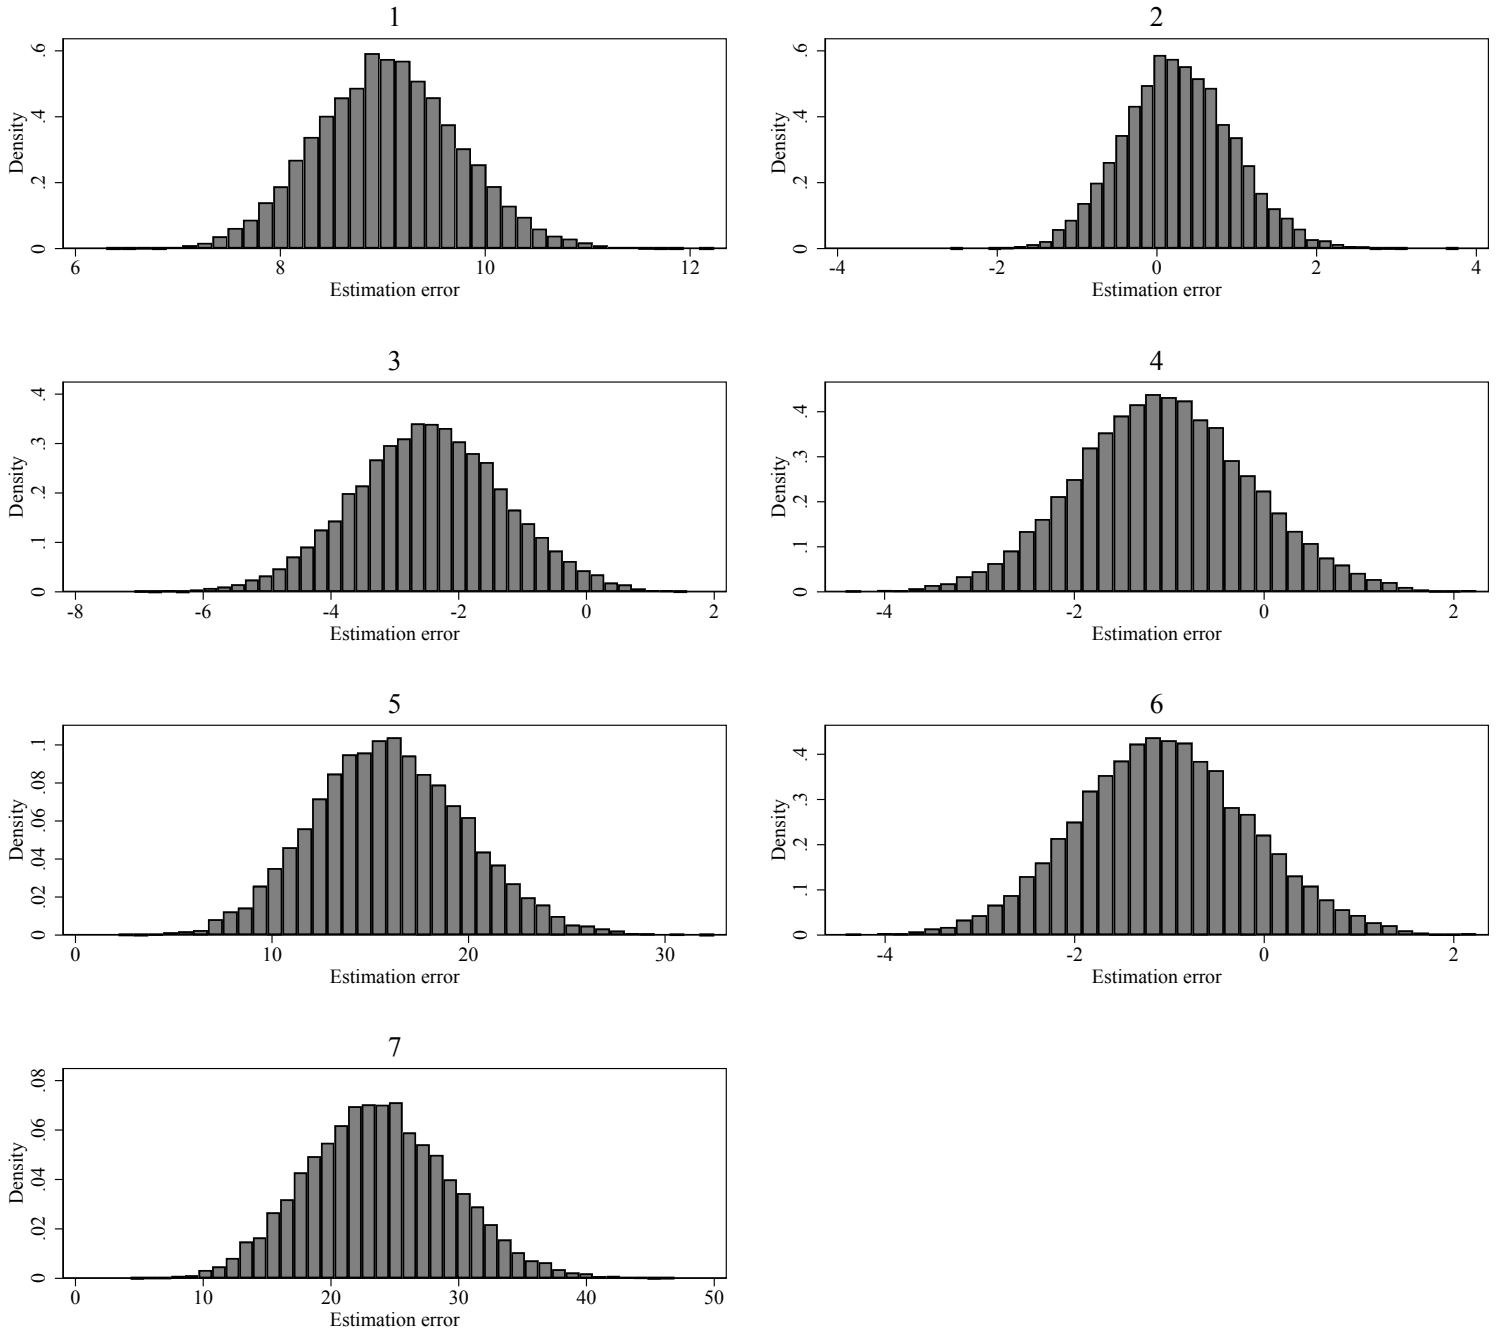 1
Density
0 .2 .4 .6
6 8 10 12
Estimation error
2
Density
0 .2 .4 .6
-4 -2 0 2 4
Estimation error
3
Density
0 .1 .2 .3 .4
-8 -6 -4 -2 0 2
Estimation error
4
Density
0 .1 .2 .3 .4
-4 -2 0 2
Estimation error
5
Density
0 .02 .04 .06 .08 .1
0 10 20 30
Estimation error
6
Density
0 .1 .2 .3 .4
-4 -2 0 2
Estimation error
7
Density
0 .02 .04 .06 .08
0 10 20 30 40 50
Estimation error